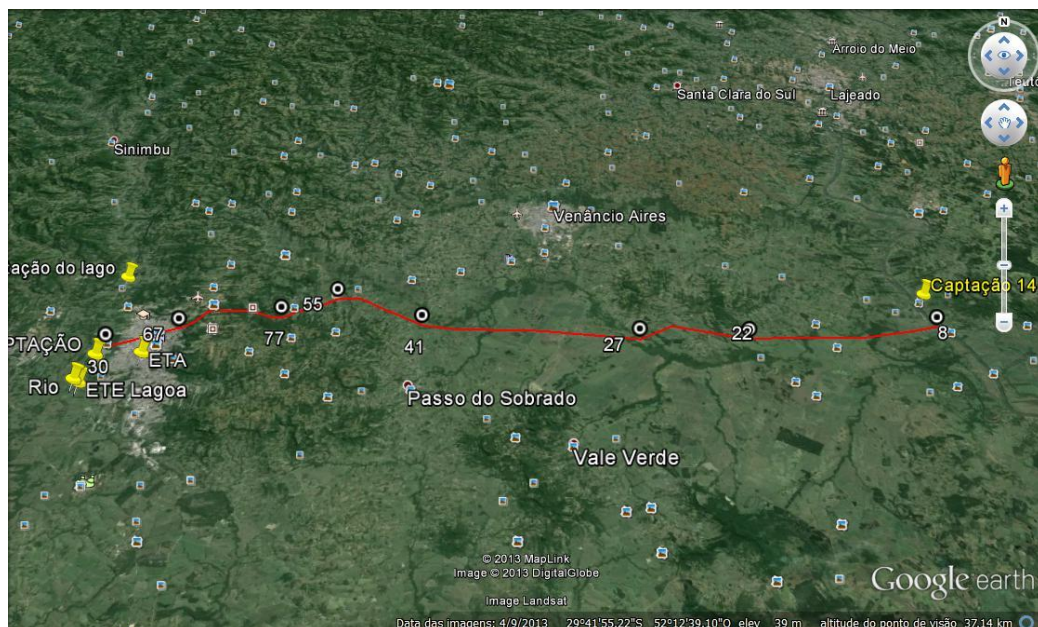 N
Arroio do Meio
Teuto
Santa Clara do Sul
Lajeado
Sinimbu
Venâncio Aires
tação do lago
Captação 14
55
67
77
22
8
PTAÇÃO
ETA
41
27
30
Rio
ETE Lagoa
Passo do Sobrado
Vale Verde
© 2013 MapLink
Image © 2013 DigitalGlobe
Image Landsat
Google earth
Data das imagens: 4/9/2013 29°41'55.22"S 52°12'39.10"O elev 39 m altitude do ponto de visão 37.14 km